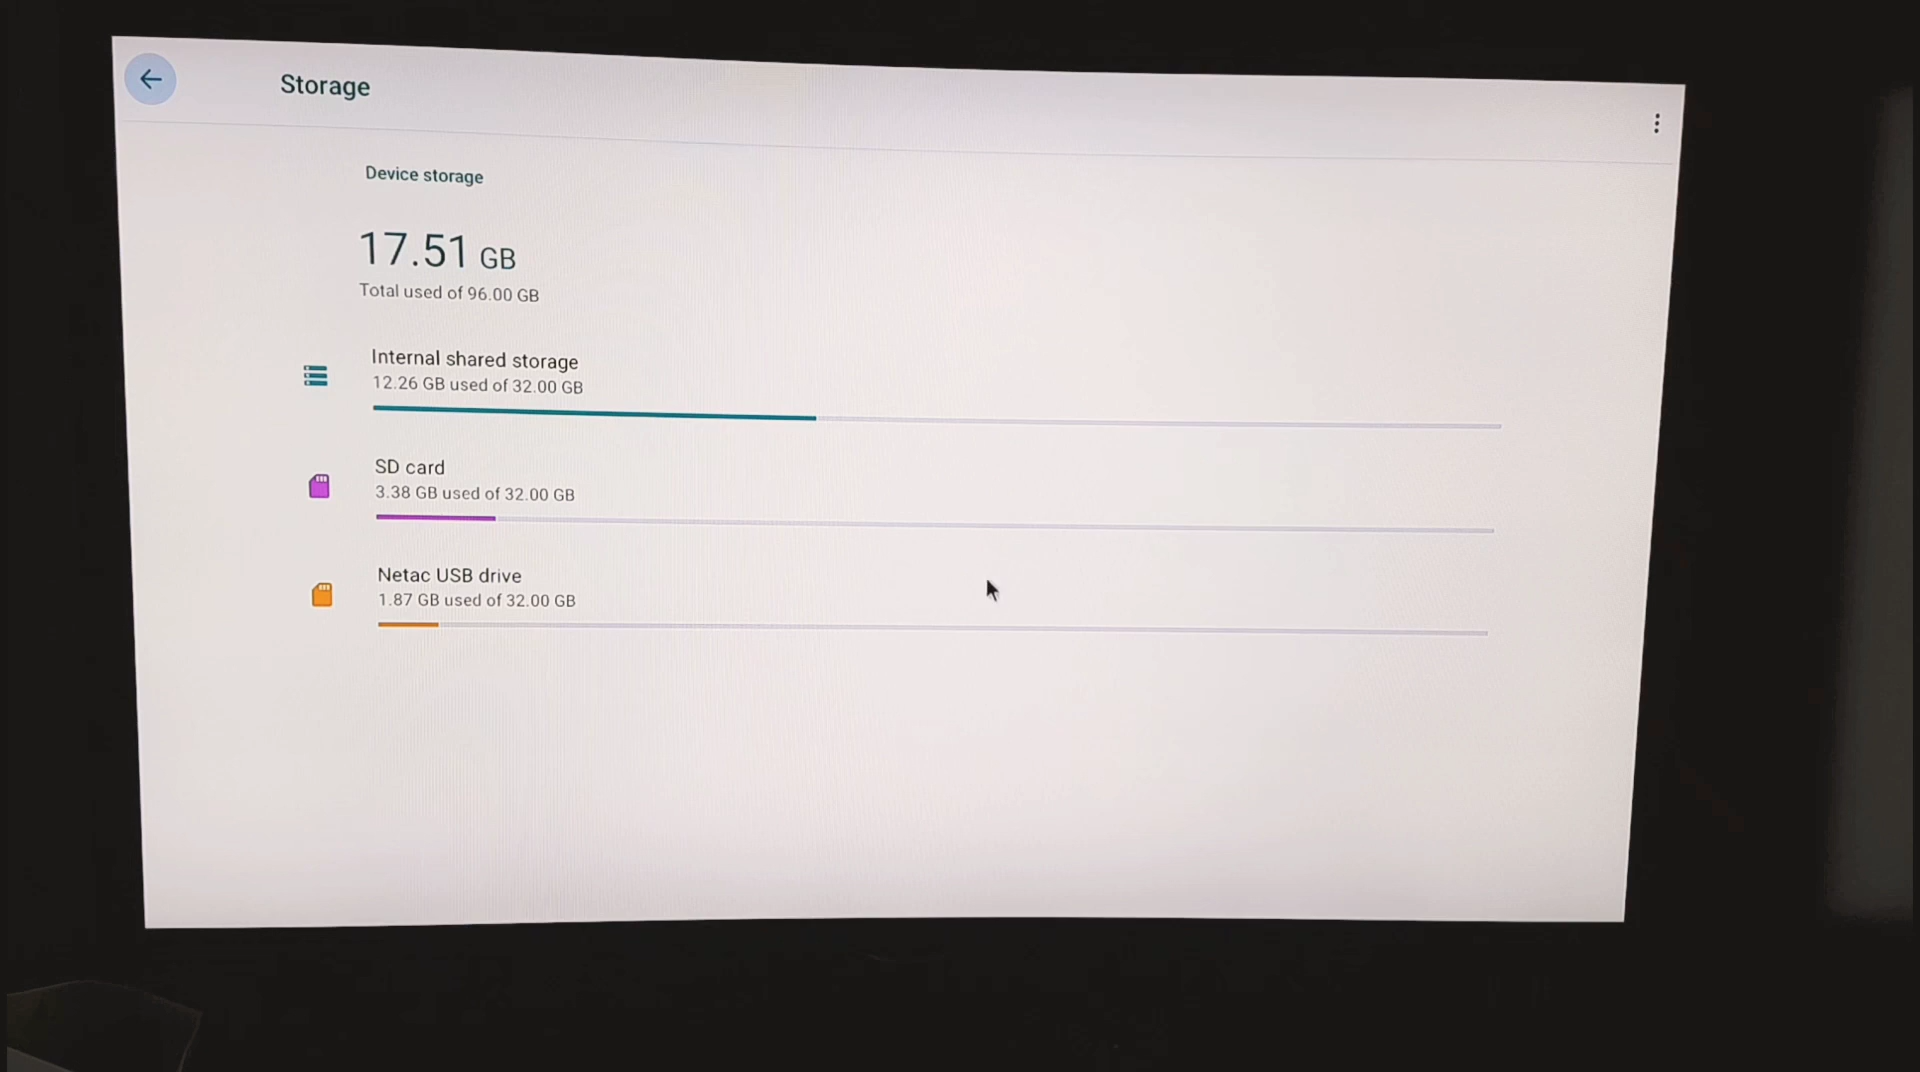 Storage
Device storage
17.51 GB
Total used of 96.00 GB
Internal shared storage
12.26 GB used of 32.00 GB
SD card
3.38 GB used of 32.00 GB
Netac USB drive
1.87 GB used of 32.00 GB